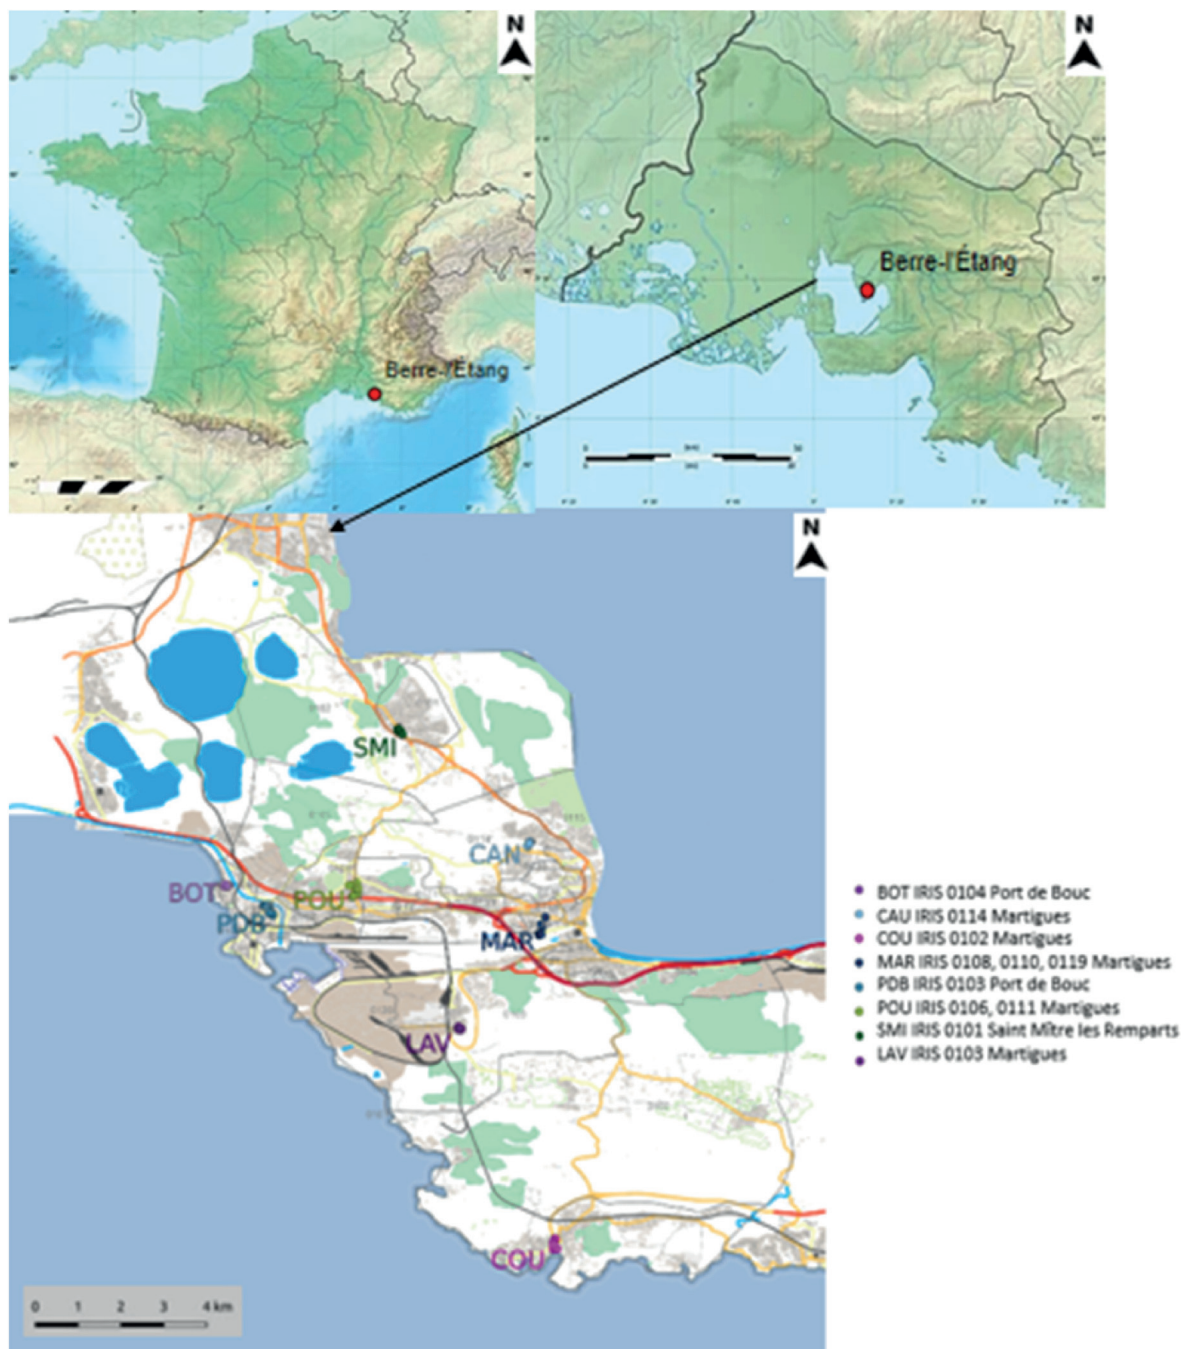 N
N
Berre-l'Étang
Berre-l'Étang
N
SMI
CAN
BOT
POU
PDB
MAR
LAV
COU
0 1 2 3 4 km
BOT IRIS 0104 Port de Bouc
CAU IRIS 0114 Martigues
COU IRIS 0102 Martigues
MAR IRIS 0108, 0110, 0119 Martigues
PDB IRIS 0103 Port de Bouc
POU IRIS 0106, 0111 Martigues
SMI IRIS 0101 Saint Mître les Remparts
LAV IRIS 0103 Martigues